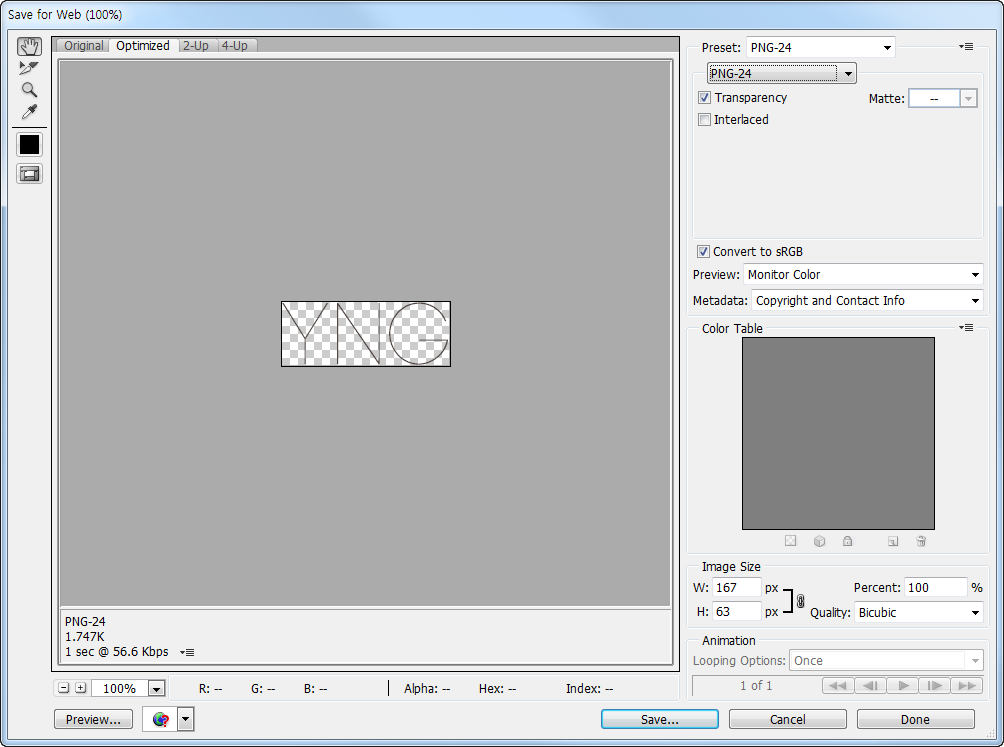 Save for Web (100%)
Original Optimized 2-Up 4-Up
Preset: PNG-24
PNG-24
Transparency Matte: --
Interlaced
Convert to sRGB
Preview: Monitor Color
Metadata: Copyright and Contact Info
Color Table
YNG
Image Size
W: 167 px Percent: 100 %
H: 63 px Quality: Bicubic
PNG-24
1.747K
1 sec @ 56.6 Kbps
Animation
Looping Options: Once
1 of 1
100% R: -- G: -- B: -- Alpha: -- Hex: -- Index: --
Preview... Save... Cancel Done